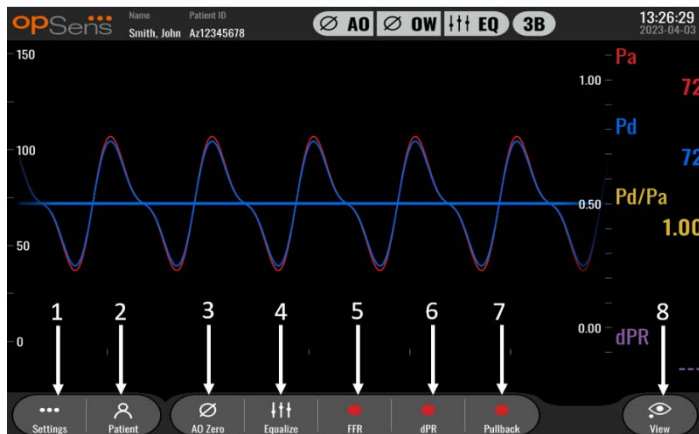 opSens
Name Patient ID
Smith, John Az12345678
AO OW EQ 3B
13:26:29
2023-04-03
150
100
50
0
1.00
0.50
0.00
Pa
72
Pd
72
Pd/Pa
1.00
dPR
---
1 2 3 4 5 6 7 8
Settings Patient AO Zero Equalize FFR dPR Pullback View